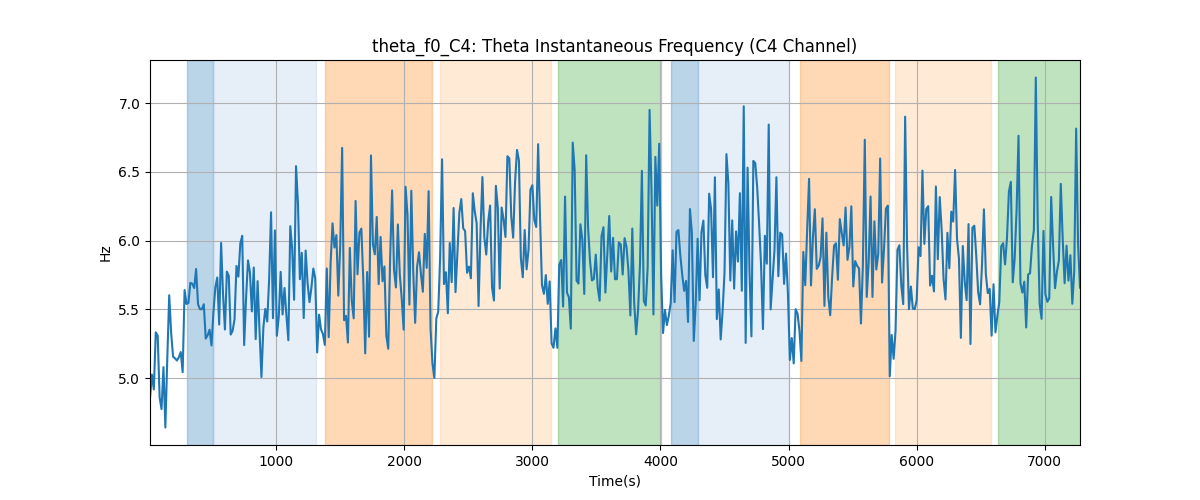 theta_f0_C4: Theta Instantaneous Frequency (C4 Channel)
Hz
7.0
6.5
6.0
5.5
5.0
1000 2000 3000 4000 5000 6000 7000
Time(s)